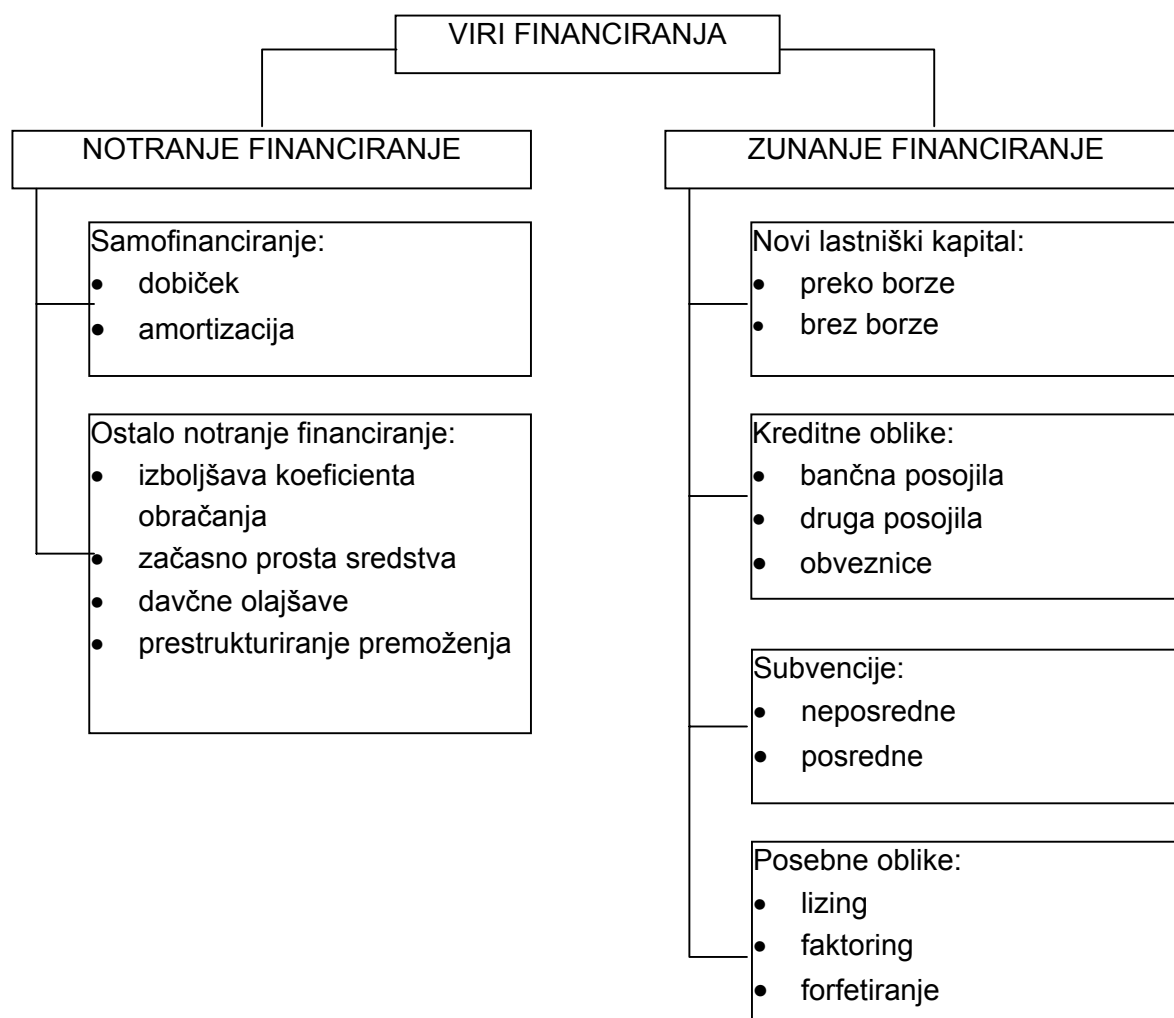 VIRI FINANCIRANJA
NOTRANJE FINANCIRANJE
Samofinanciranje:
• dobiček
• amortizacija
Ostalo notranje financiranje:
• izboljšava koeficienta
obračanja
• začasno prosta sredstva
• davčne olajšave
• prestrukturiranje premoženja
ZUNANJE FINANCIRANJE
Novi lastniški kapital:
• preko borze
• brez borze
Kreditne oblike:
• bančna posojila
• druga posojila
• obveznice
Subvencije:
• neposredne
• posredne
Posebne oblike:
• lizing
• faktoring
• forfetiranje